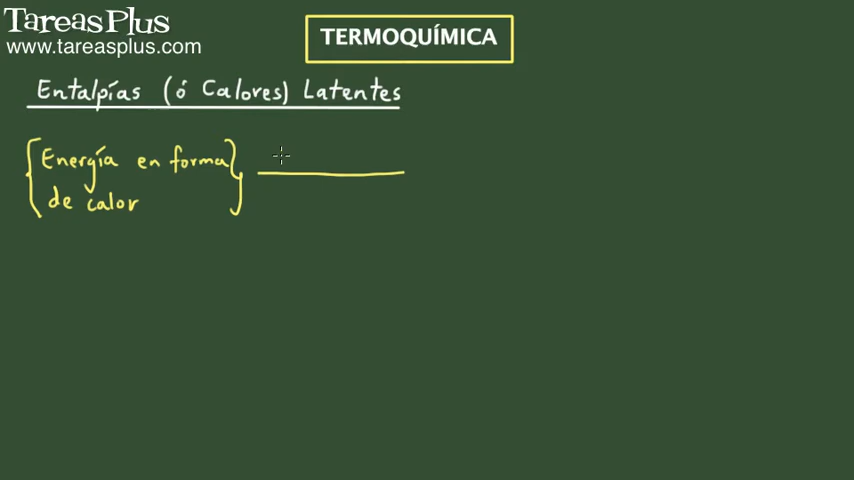 TareasPlus
www.tareasplus.com
TERMOQUÍMICA
Entalpías (ó Calores) Latentes
Energía en forma
de calor